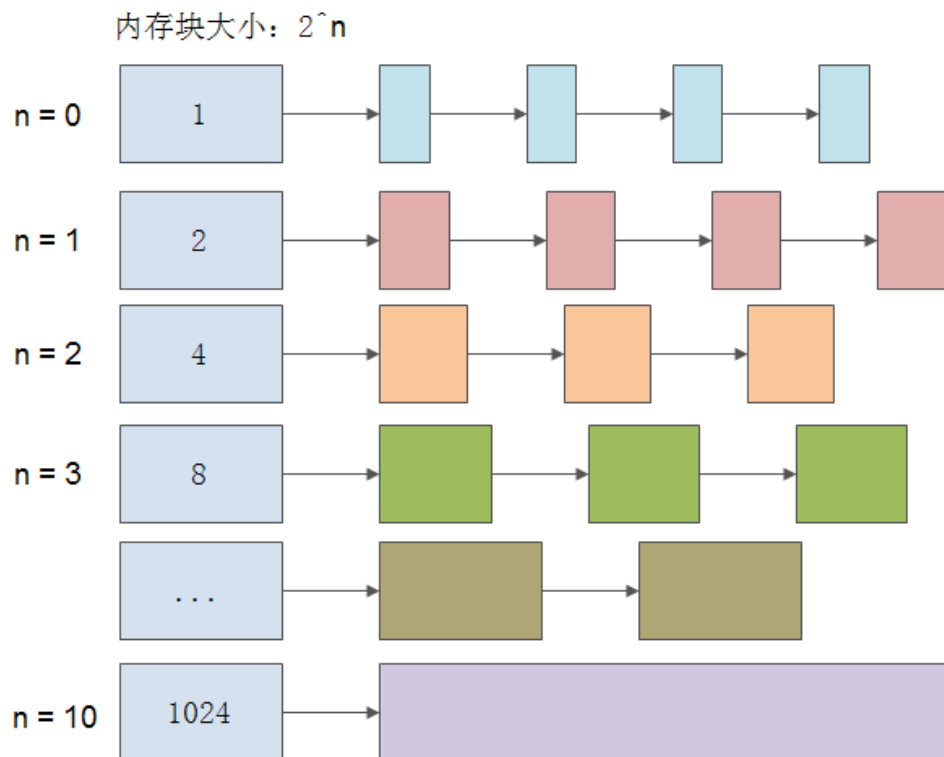 内存块大小：2^n
n = 0 1
n = 1 2
n = 2 4
n = 3 8
...
n = 10 1024